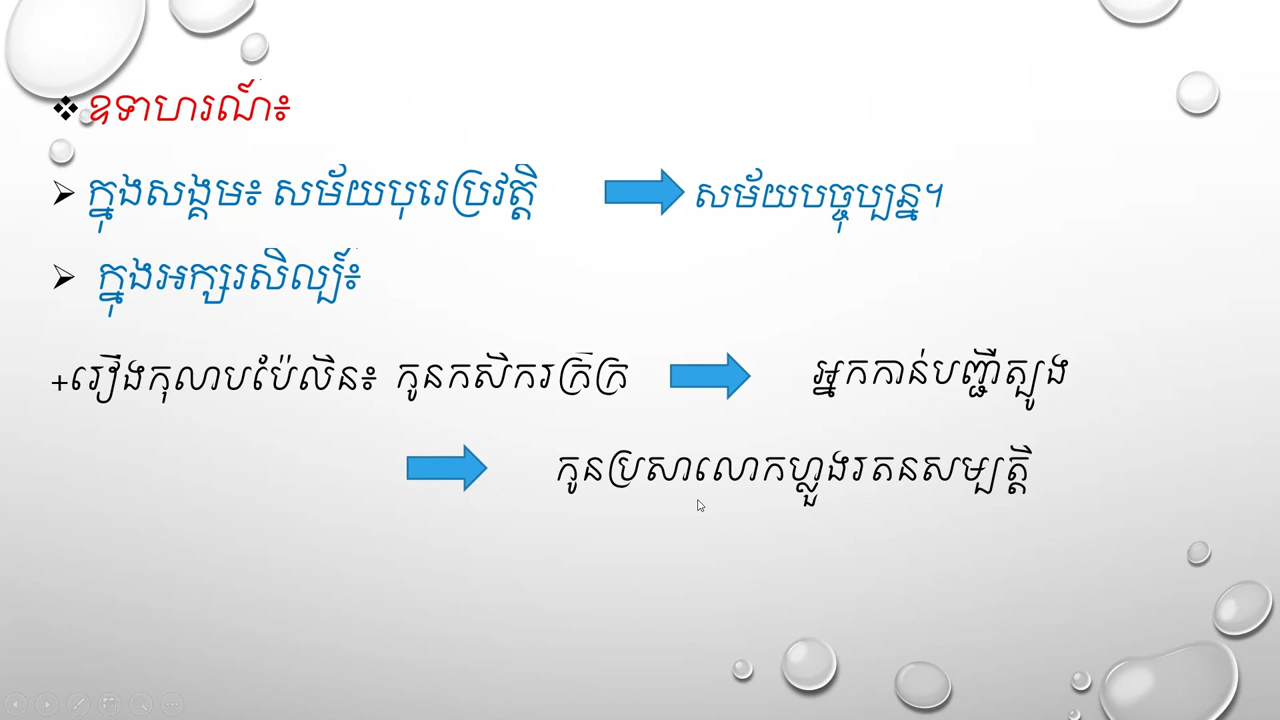 ❖ ឧទាហរណ៍៖
➢ ក្នុងសង្គម៖ សម័យបុរេប្រវត្តិ ➡ សម័យបច្ចុប្បន្ន។
➢ ក្នុងអក្សរសិល្ប៍៖
+រឿងកុលាបប៉ៃលិន៖ កូនកសិករក្រីក្រ ➡ អ្នកកាន់បញ្ជីត្បូង
➡ កូនប្រសាលោកហ្លួងរតនសម្បត្តិ